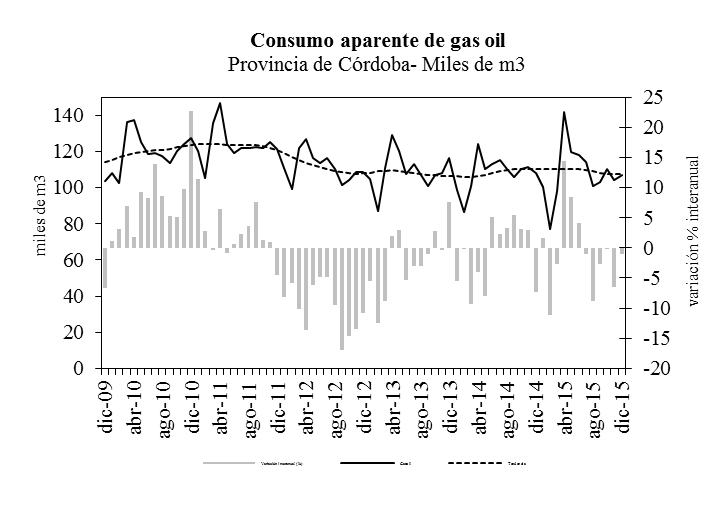 Consumo aparente de gas oil
Provincia de Córdoba- Miles de m3
miles de m3
140
120
100
80
60
40
20
0
25
20
15
10
5
0
-5
-10
-15
-20
variación % interanual
dic-09
abr-10
ago-10
dic-10
abr-11
ago-11
dic-11
abr-12
ago-12
dic-12
abr-13
ago-13
dic-13
abr-14
ago-14
dic-14
abr-15
ago-15
dic-15